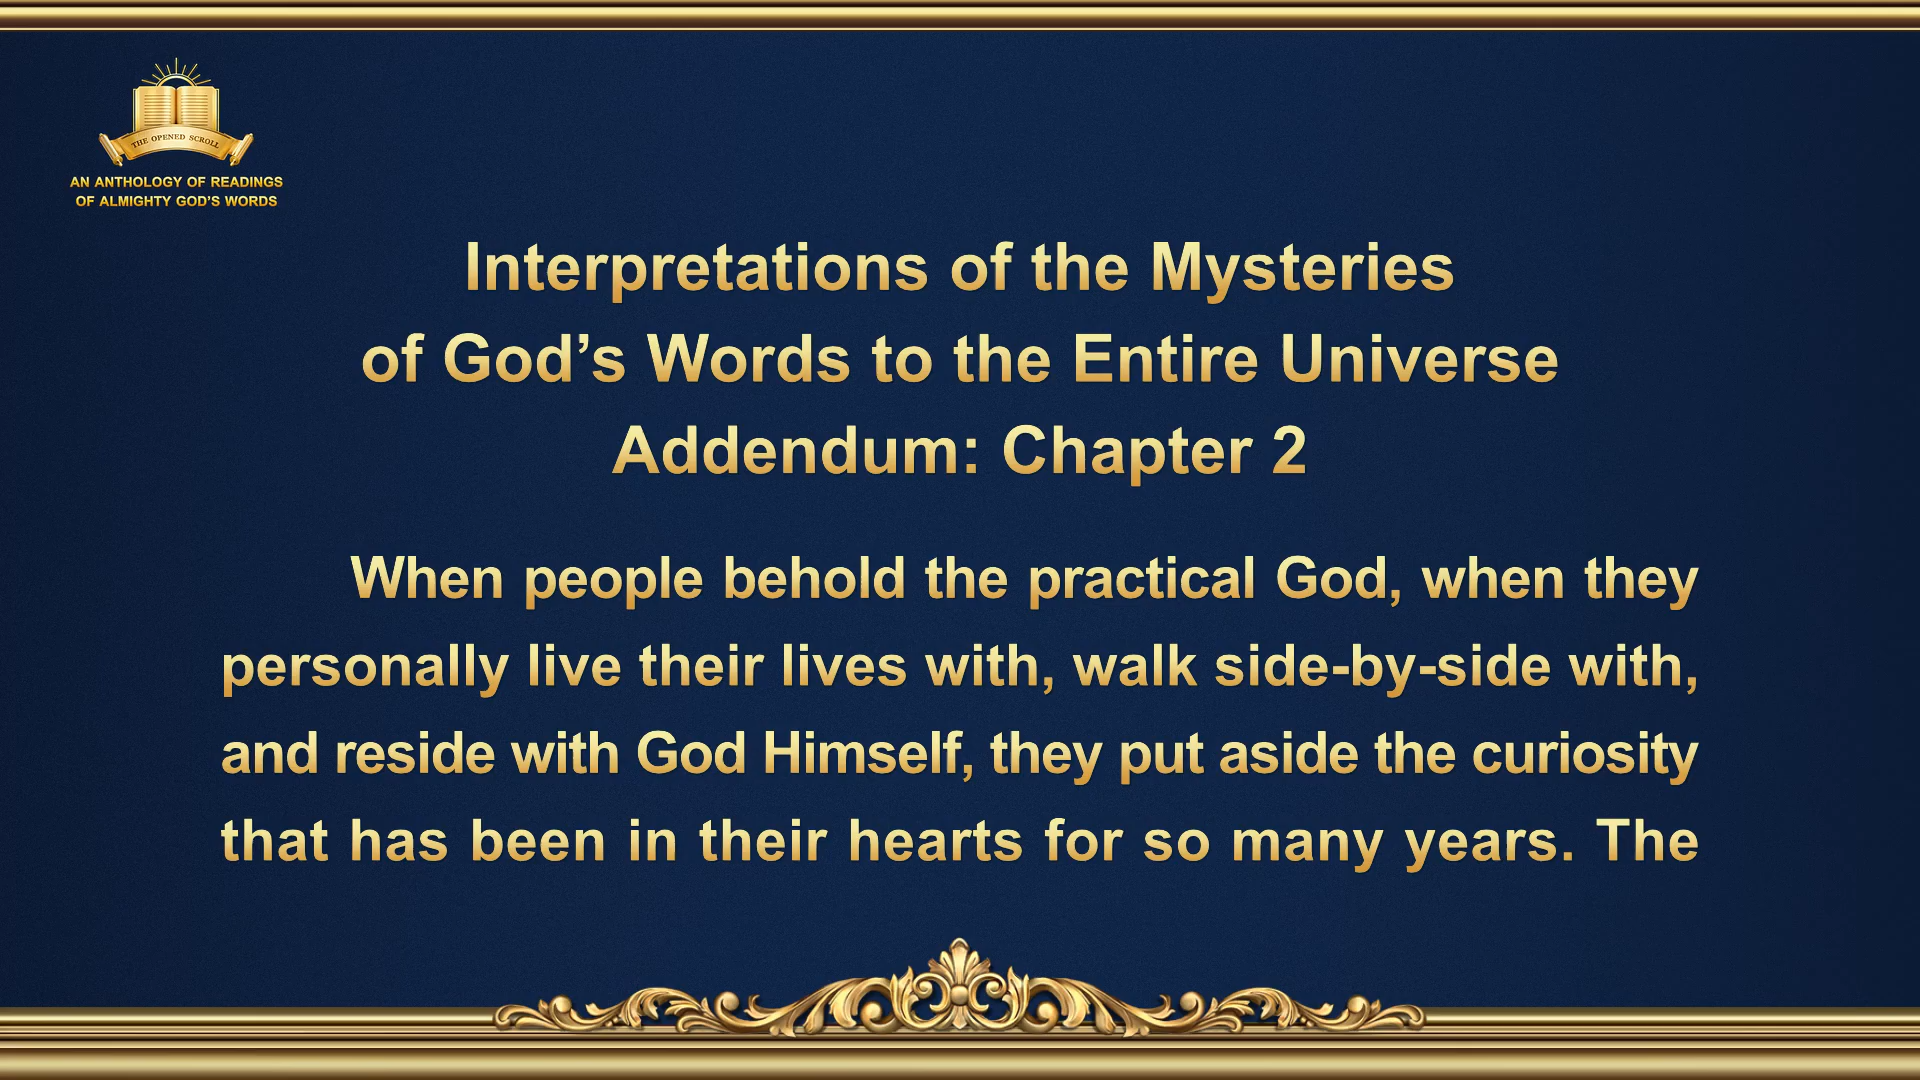 THE OPENED SCROLL
AN ANTHOLOGY OF READINGS
OF ALMIGHTY GOD’S WORDS
Interpretations of the Mysteries
of God’s Words to the Entire Universe
Addendum: Chapter 2
When people behold the practical God, when they
personally live their lives with, walk side-by-side with,
and reside with God Himself, they put aside the curiosity
that has been in their hearts for so many years. The